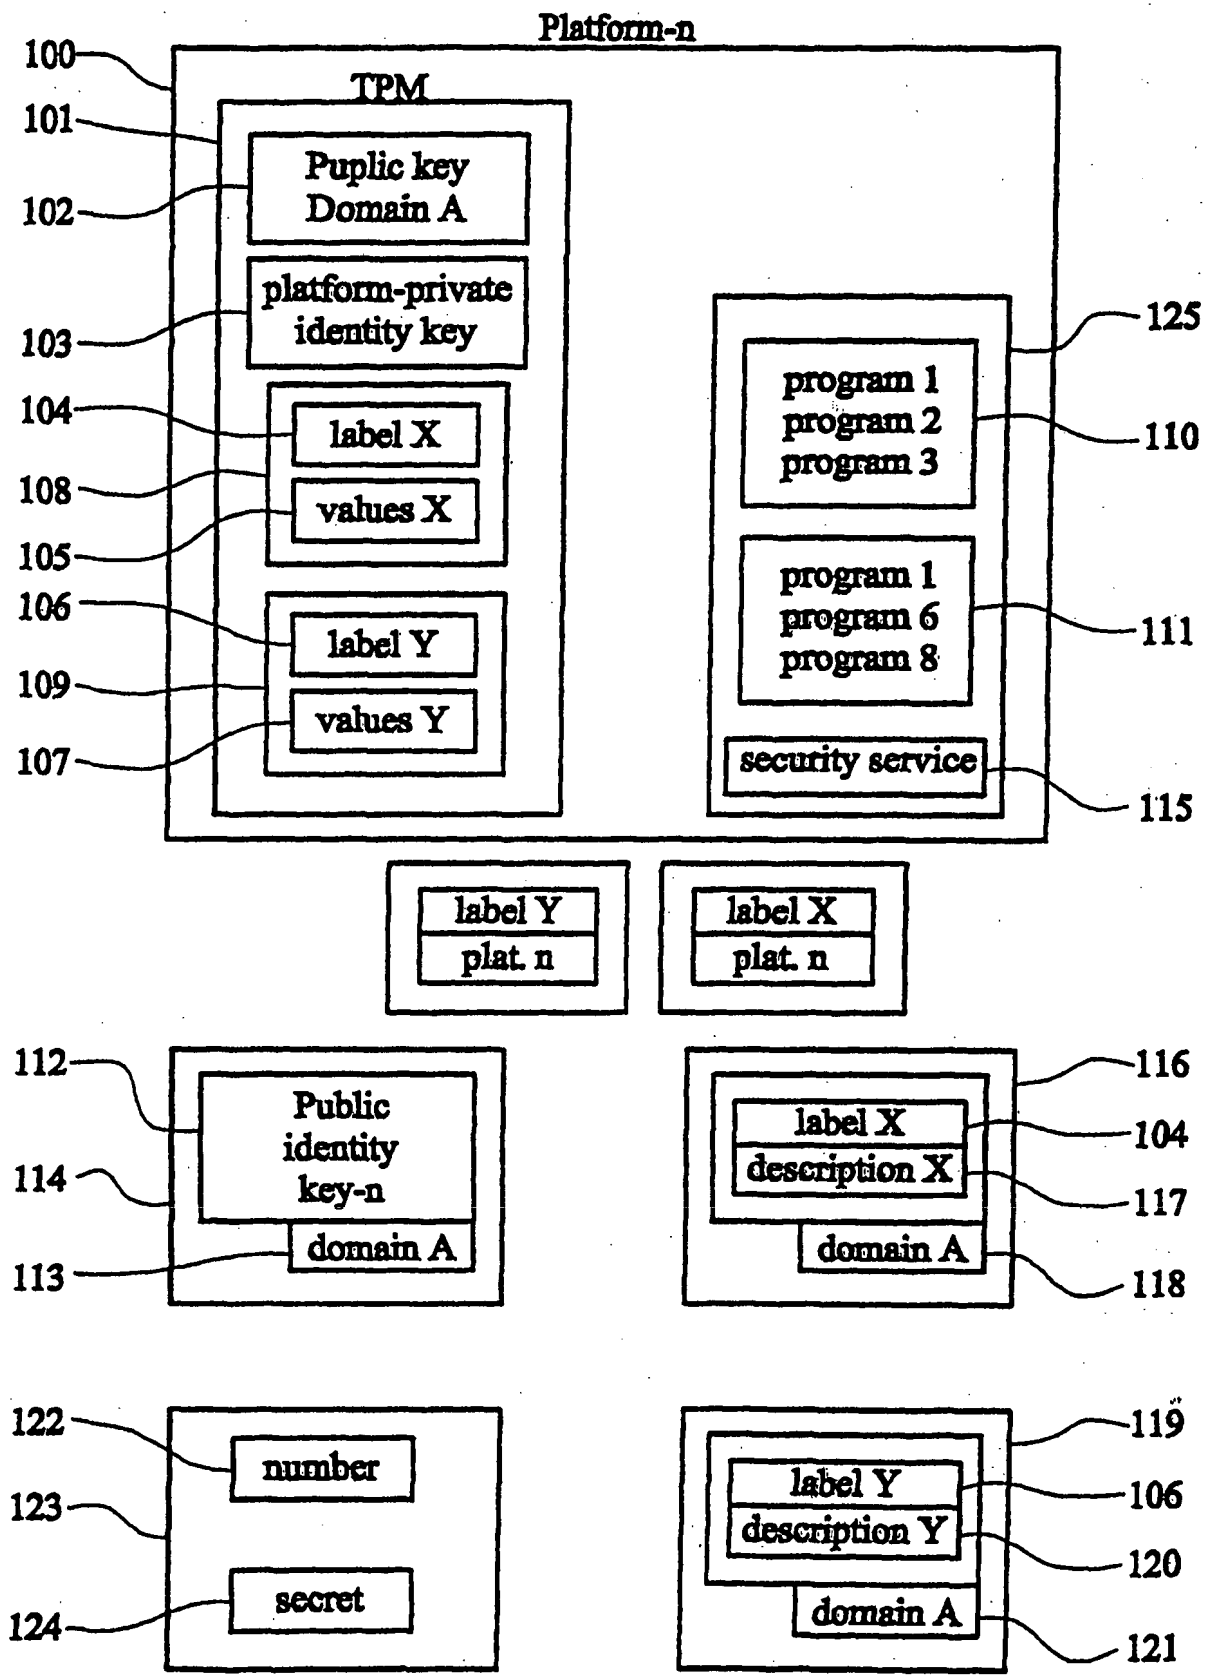 Platform-n
100
TPM
101
Puplic key
Domain A
102
platform-private
identity key
103
125
program 1
program 2
program 3
110
104
label X
108
values X
105
program 1
program 6
program 8
111
106
label Y
109
values Y
107
security service
115
label Y
plat. n
label X
plat. n
112
Public
identity
key-n
114
domain A
113
116
label X
104
description X
117
domain A
118
122
number
123
secret
124
119
label Y
106
description Y
120
domain A
121